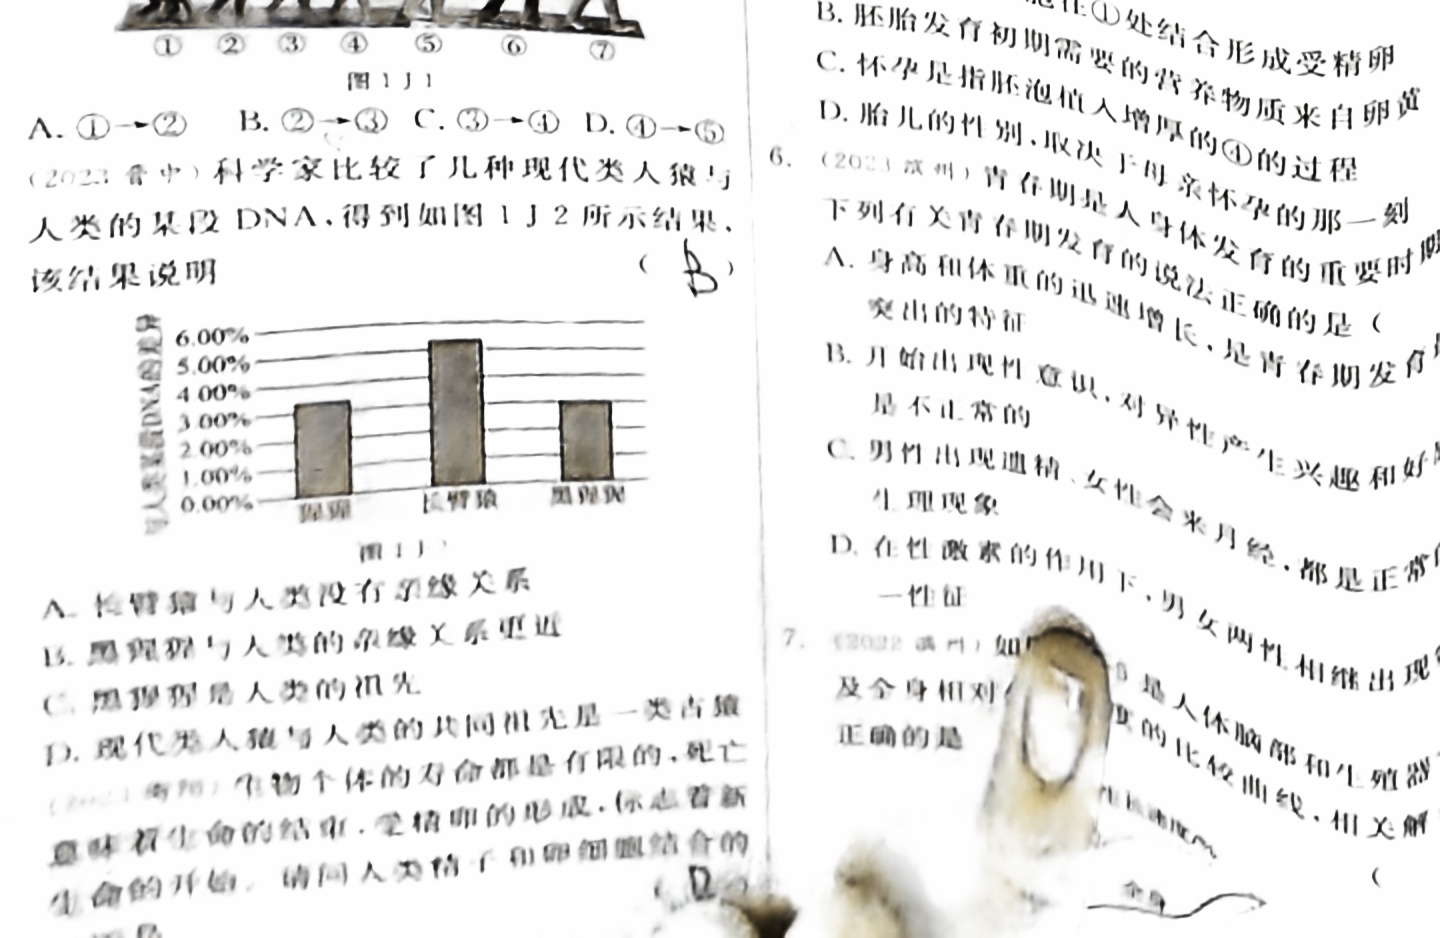 ① ② ③ ④ ⑤ ⑥ ⑦
图 1 J 1
A. ①→② B. ②→③ C. ③→④ D. ④→⑤
(2023 晋中) 科学家比较了几种现代类人猿与
人类的某段 DNA,得到如图 1 J 2 所示结果,
该结果说明 ( B )
与人类某段DNA的差异
6.00%
5.00%
4.00%
3.00%
2.00%
1.00%
0.00%
猩猩 长臂猿 黑猩猩
图 1 J
A. 长臂猿与人类没有亲缘关系
B. 黑猩猩与人类的亲缘关系更近
C. 黑猩猩是人类的祖先
D. 现代类人猿与人类的共同祖先是一类古猿
生物个体的寿命都是有限的,死亡
意味着生命的结束,受精卵的形成,标志着新
生命的开始。请问人类精子和卵细胞结合的
( D )
在①处结合形成受精卵
B. 胚胎发育初期需要的营养物质来自卵黄
C. 怀孕是指胚泡植入增厚的④的过程
D. 胎儿的性别,取决于母亲怀孕的那一刻
6. (2023 滨州) 青春期是人身体发育的重要时期
下列有关青春期发育的说法正确的是 (
A. 身高和体重的迅速增长,是青春期发育
突出的特征
B. 开始出现性意识,对异性产生兴趣和好
是不正常的
C. 男性出现遗精、女性会来月经,都是正常
生理现象
D. 在性激素的作用下,男女两性相继出现
一性征
7. (2022 滨州) 如 是人体脑部和生殖器
及全身相对 度的比较曲线,相关解
正确的是 (
生长速度
全身